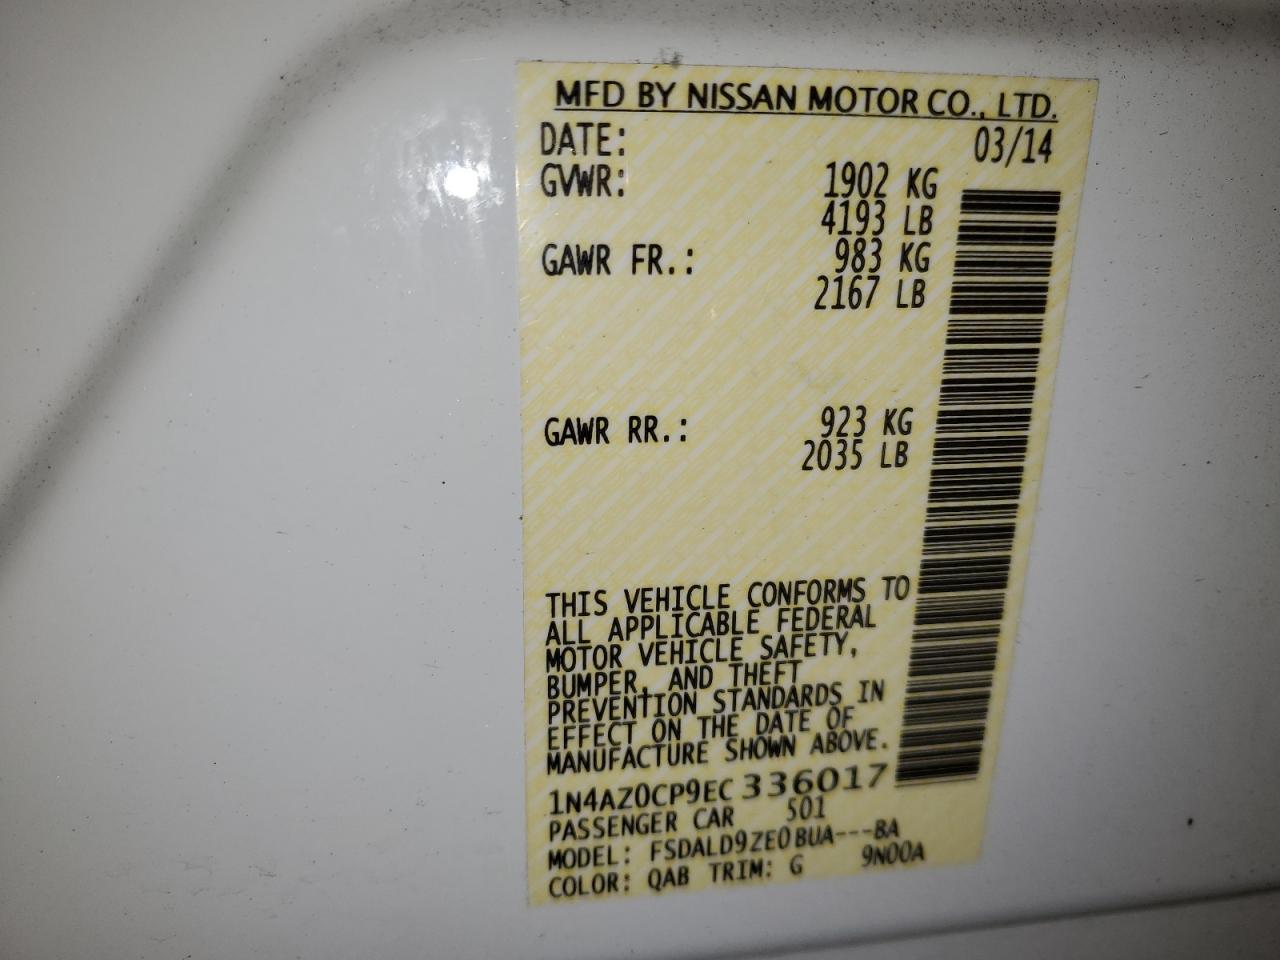 MFD BY NISSAN MOTOR CO., LTD.
DATE: 03/14
GVWR: 1902 KG
4193 LB
GAWR FR.: 983 KG
2167 LB
GAWR RR.: 923 KG
2035 LB
THIS VEHICLE CONFORMS TO
ALL APPLICABLE FEDERAL
MOTOR VEHICLE SAFETY,
BUMPER, AND THEFT
PREVENTION STANDARDS IN
EFFECT ON THE DATE OF
MANUFACTURE SHOWN ABOVE.
1N4AZ0CP9EC336017
PASSENGER CAR 501
MODEL: FSDALD9ZE0BUA---BA
COLOR: QAB TRIM: G 9N00A